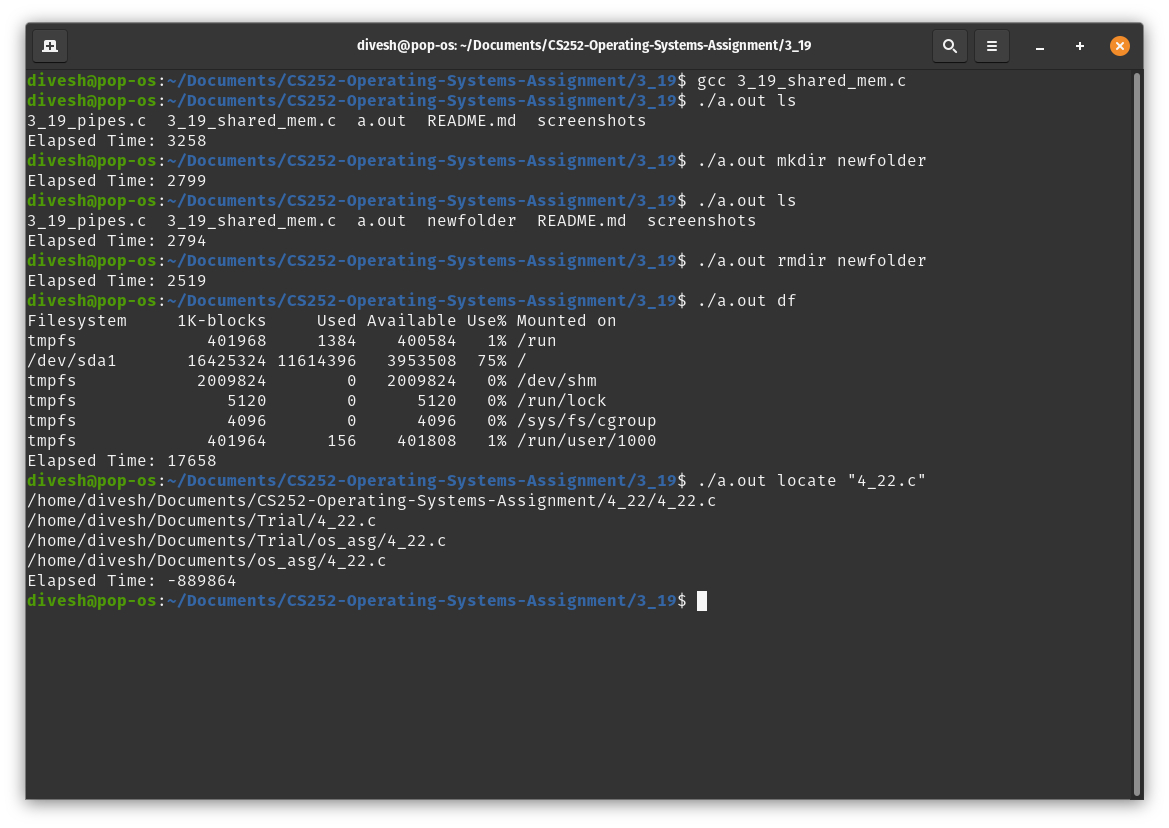 divesh@pop-os: ~/Documents/CS252-Operating-Systems-Assignment/3_19
divesh@pop-os:~/Documents/CS252-Operating-Systems-Assignment/3_19$ gcc 3_19_shared_mem.c
divesh@pop-os:~/Documents/CS252-Operating-Systems-Assignment/3_19$ ./a.out ls
3_19_pipes.c  3_19_shared_mem.c  a.out  README.md  screenshots
Elapsed Time: 3258
divesh@pop-os:~/Documents/CS252-Operating-Systems-Assignment/3_19$ ./a.out mkdir newfolder
Elapsed Time: 2799
divesh@pop-os:~/Documents/CS252-Operating-Systems-Assignment/3_19$ ./a.out ls
3_19_pipes.c  3_19_shared_mem.c  a.out  newfolder  README.md  screenshots
Elapsed Time: 2794
divesh@pop-os:~/Documents/CS252-Operating-Systems-Assignment/3_19$ ./a.out rmdir newfolder
Elapsed Time: 2519
divesh@pop-os:~/Documents/CS252-Operating-Systems-Assignment/3_19$ ./a.out df
Filesystem     1K-blocks     Used Available Use% Mounted on
tmpfs             401968     1384    400584   1% /run
/dev/sda1       16425324 11614396   3953508  75% /
tmpfs            2009824        0   2009824   0% /dev/shm
tmpfs               5120        0      5120   0% /run/lock
tmpfs               4096        0      4096   0% /sys/fs/cgroup
tmpfs             401964      156    401808   1% /run/user/1000
Elapsed Time: 17658
divesh@pop-os:~/Documents/CS252-Operating-Systems-Assignment/3_19$ ./a.out locate "4_22.c"
/home/divesh/Documents/CS252-Operating-Systems-Assignment/4_22/4_22.c
/home/divesh/Documents/Trial/4_22.c
/home/divesh/Documents/Trial/os_asg/4_22.c
/home/divesh/Documents/os_asg/4_22.c
Elapsed Time: -889864
divesh@pop-os:~/Documents/CS252-Operating-Systems-Assignment/3_19$